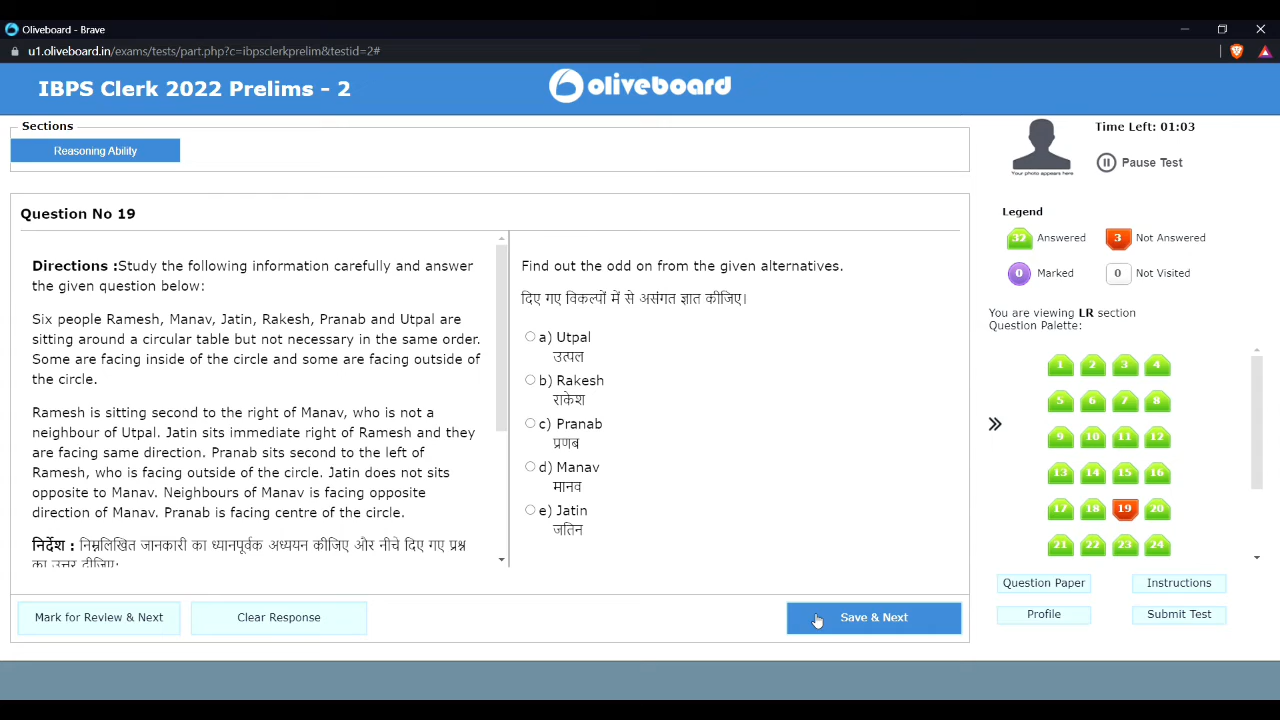 Oliveboard - Brave
u1.oliveboard.in/exams/tests/part.php?c=ibpsclerkprelim&testid=2#
IBPS Clerk 2022 Prelims - 2
oliveboard
Sections
Reasoning Ability
Your photo appears here
Time Left: 01:03
Pause Test
Question No 19
Directions :Study the following information carefully and answer
the given question below:
Six people Ramesh, Manav, Jatin, Rakesh, Pranab and Utpal are
sitting around a circular table but not necessary in the same order.
Some are facing inside of the circle and some are facing outside of
the circle.
Ramesh is sitting second to the right of Manav, who is not a
neighbour of Utpal. Jatin sits immediate right of Ramesh and they
are facing same direction. Pranab sits second to the left of
Ramesh, who is facing outside of the circle. Jatin does not sits
opposite to Manav. Neighbours of Manav is facing opposite
direction of Manav. Pranab is facing centre of the circle.
निर्देश : निम्नलिखित जानकारी का ध्यानपूर्वक अध्ययन कीजिए और नीचे दिए गए प्रश्न
का उत्तर दीजिए:
Find out the odd on from the given alternatives.
दिए गए विकल्पों में से असंगत ज्ञात कीजिए।
a) Utpal
उत्पल
b) Rakesh
राकेश
c) Pranab
प्रणब
d) Manav
मानव
e) Jatin
जतिन
Legend
32 Answered 3 Not Answered
0 Marked 0 Not Visited
You are viewing LR section
Question Palette:
1 2 3 4
5 6 7 8
9 10 11 12
13 14 15 16
17 18 19 20
21 22 23 24
Question Paper Instructions
Profile Submit Test
Mark for Review & Next Clear Response Save & Next